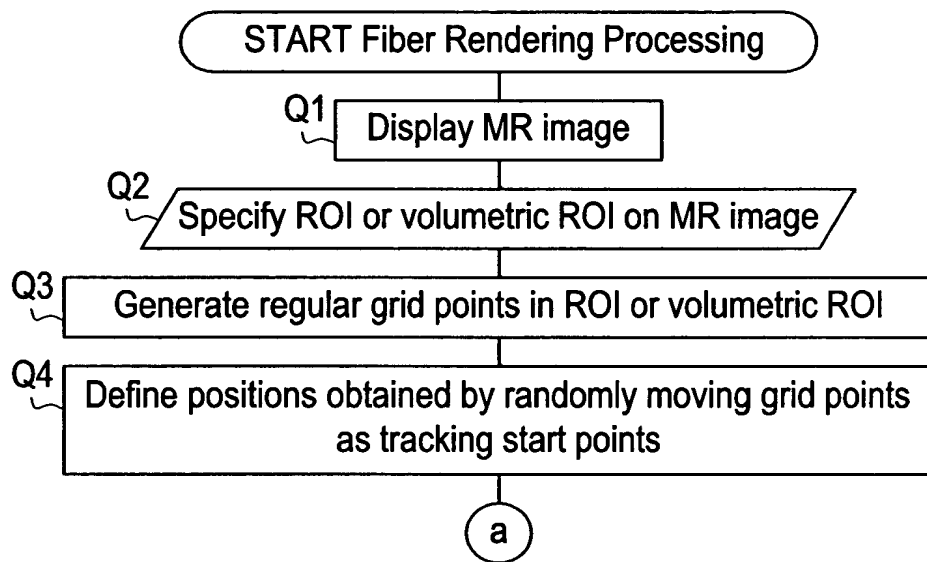 START Fiber Rendering Processing
Q1
Display MR image
Q2
Specify ROI or volumetric ROI on MR image
Q3
Generate regular grid points in ROI or volumetric ROI
Q4
Define positions obtained by randomly moving grid points
as tracking start points
a